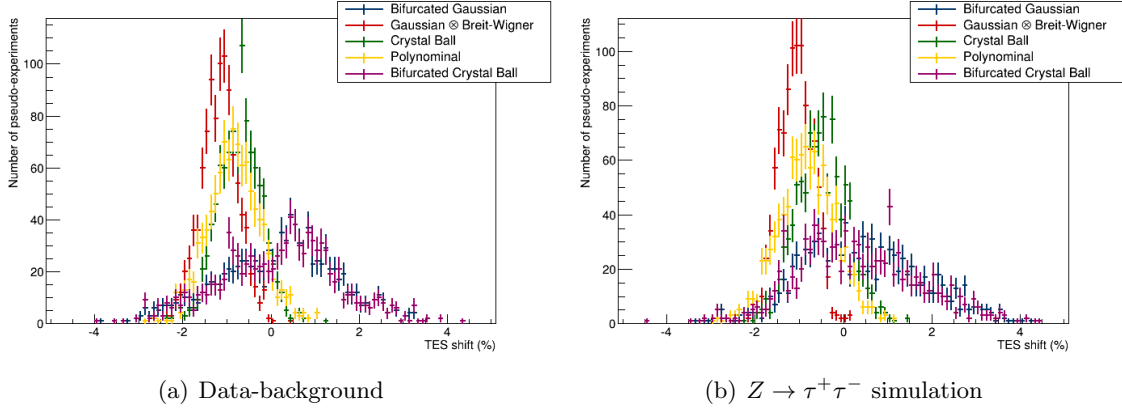 Number of pseudo-experiments
100
80
60
40
20
0
-4
-2
0
2
4
TES shift (%)
Bifurcated Gaussian
Gaussian ⊗ Breit-Wigner
Crystal Ball
Polynominal
Bifurcated Crystal Ball
(a) Data-background
Number of pseudo-experiments
100
80
60
40
20
0
-4
-2
0
2
4
TES shift (%)
Bifurcated Gaussian
Gaussian ⊗ Breit-Wigner
Crystal Ball
Polynominal
Bifurcated Crystal Ball
(b) Z → τ⁺τ⁻ simulation